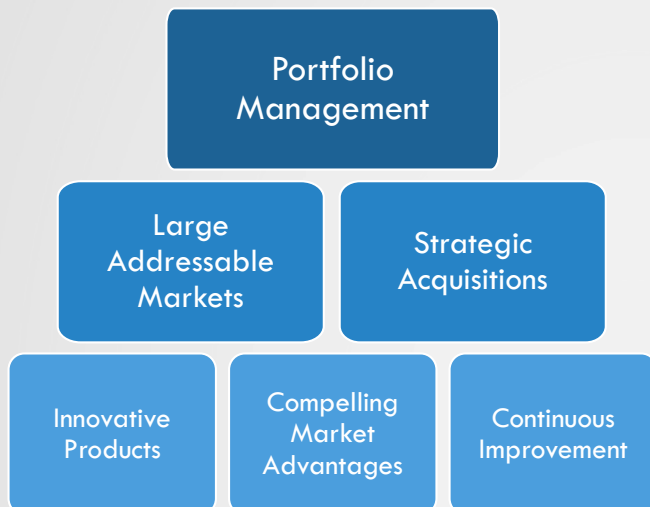 Portfolio
Management
Large
Addressable
Markets
Strategic
Acquisitions
Innovative
Products
Compelling
Market
Advantages
Continuous
Improvement